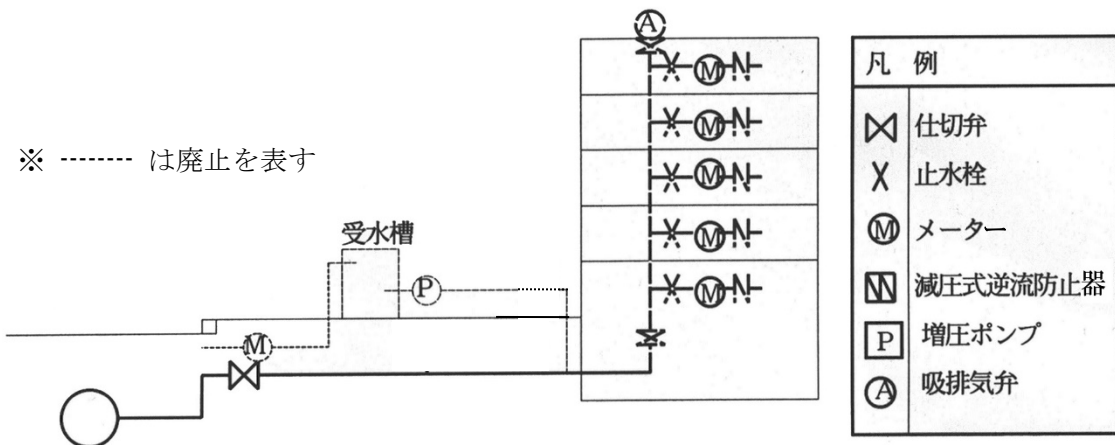 ※ -------- は廃止を表す
受水槽
P
M
A
M
M
M
M
M
凡 例
仕切弁
止水栓
M メーター
減圧式逆流防止器
P 増圧ポンプ
A 吸排気弁